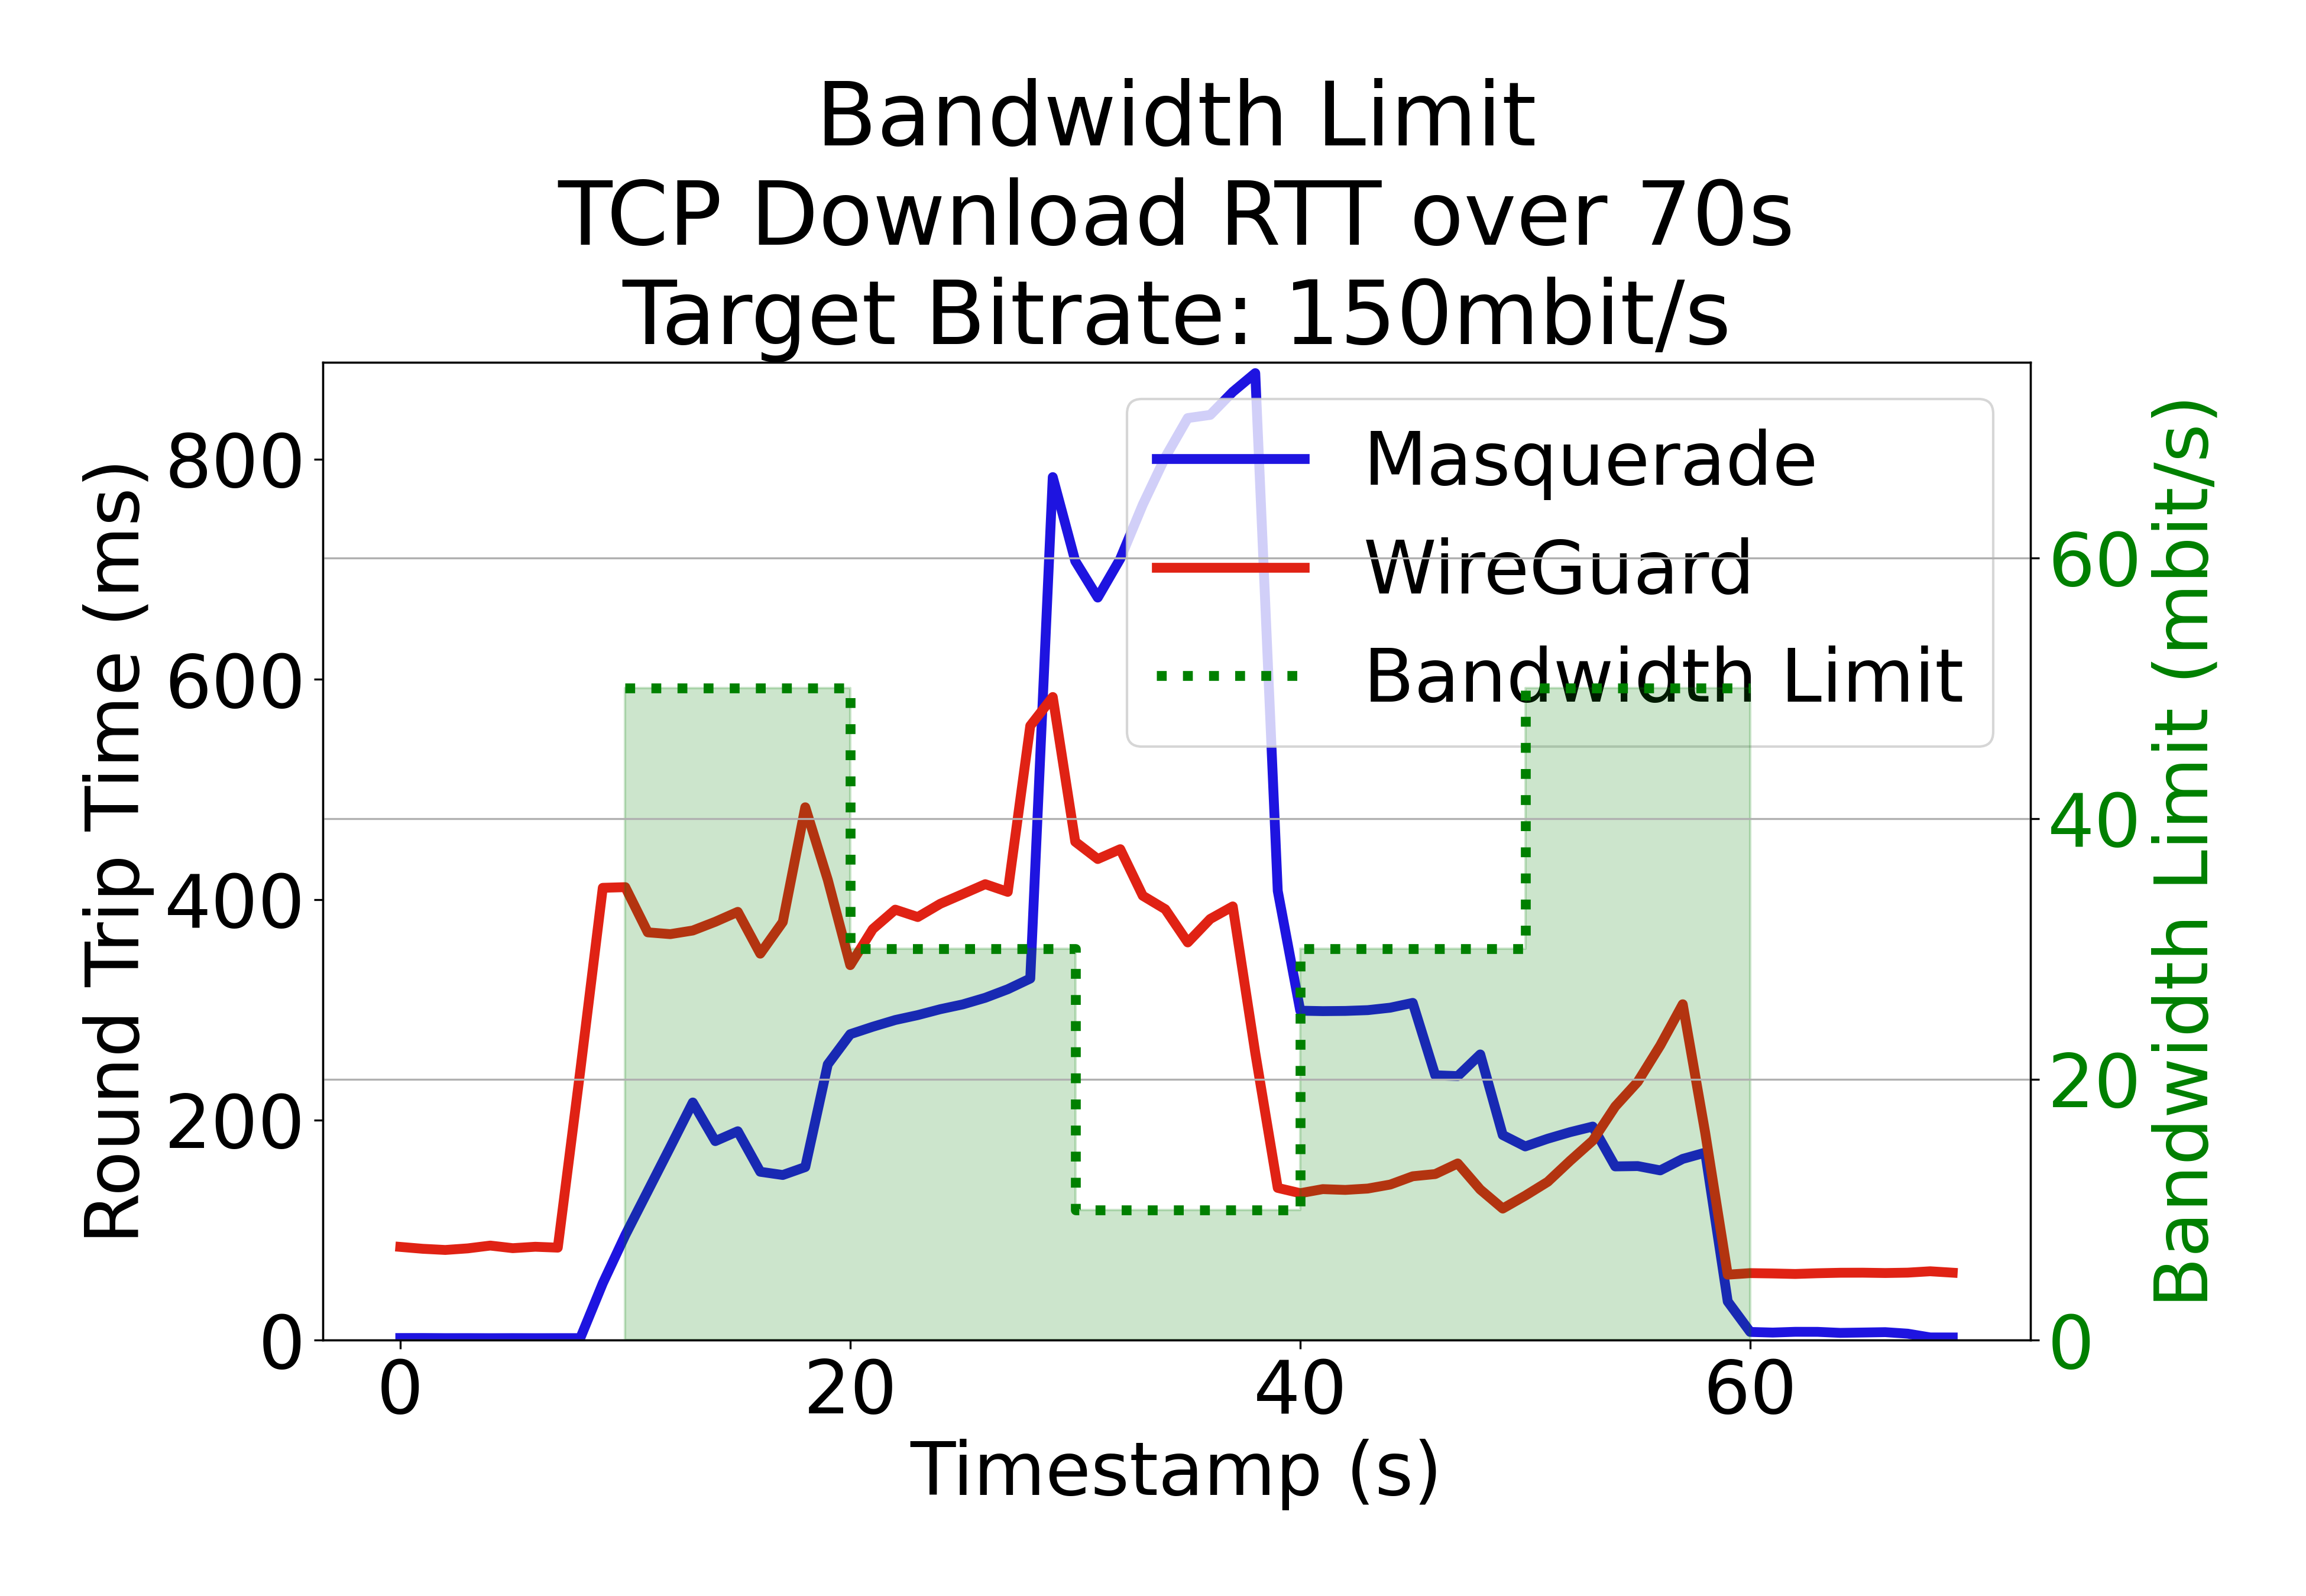 Bandwidth Limit
TCP Download RTT over 70s
Target Bitrate: 150mbit/s
Round Trip Time (ms)
800
600
400
200
0
Masquerade
WireGuard
Bandwidth Limit
60
40
20
0
Bandwidth Limit (mbit/s)
0 20 40 60
Timestamp (s)